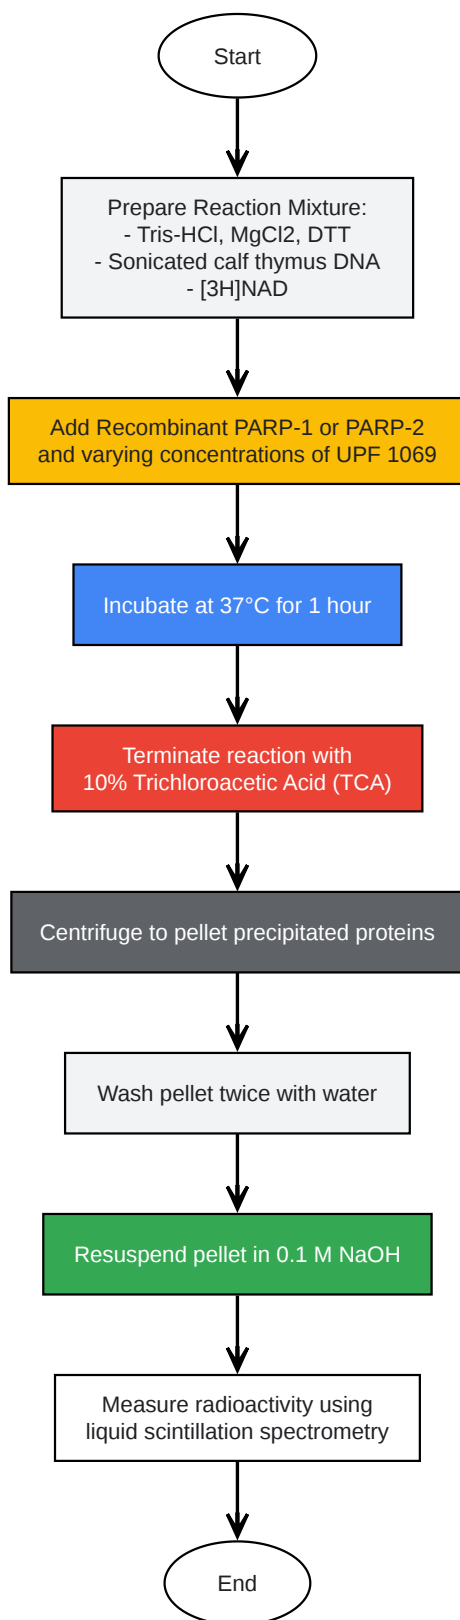 Start
Prepare Reaction Mixture:
- Tris-HCl, MgCl2, DTT
- Sonicated calf thymus DNA
- [3H]NAD
Add Recombinant PARP-1 or PARP-2
and varying concentrations of UPF 1069
Incubate at 37°C for 1 hour
Terminate reaction with
10% Trichloroacetic Acid (TCA)
Centrifuge to pellet precipitated proteins
Wash pellet twice with water
Resuspend pellet in 0.1 M NaOH
Measure radioactivity using
liquid scintillation spectrometry
End